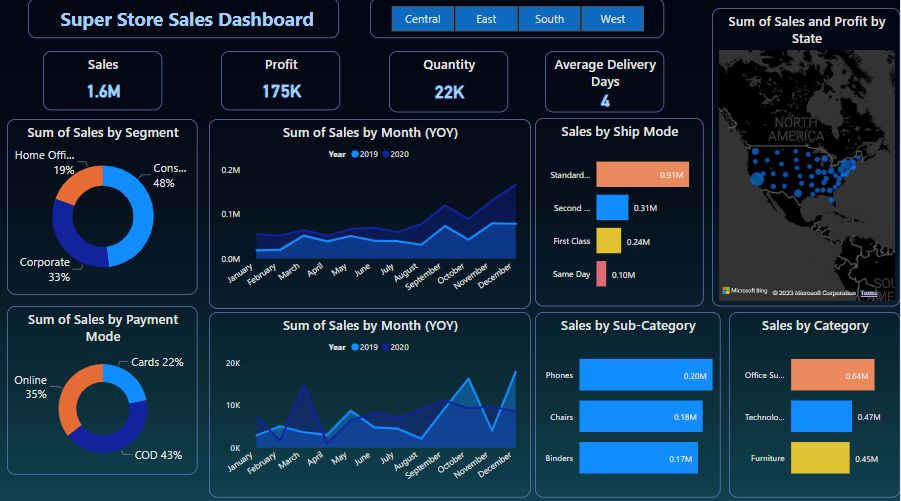 Super Store Sales Dashboard
Central East South West
Sales
1.6M
Profit
175K
Quantity
22K
Average Delivery
Days
4
Sum of Sales and Profit by
State
NORTH
AMERICA
SOU
AME
Microsoft Bing
© 2023 Microsoft Corporation Terms
Sum of Sales by Segment
Home Offi...
19%
Cons...
48%
Corporate
33%
Sum of Sales by Month (YOY)
Year 2019 2020
0.2M
0.1M
0.0M
January
February
March
April
May
June
July
August
September
October
November
December
Sales by Ship Mode
Standard... 0.91M
Second ... 0.31M
First Class 0.24M
Same Day 0.10M
Sum of Sales by Payment
Mode
Cards 22%
Online
35%
COD 43%
Sum of Sales by Month (YOY)
Year 2019 2020
20K
10K
0K
January
February
March
April
May
June
July
August
September
October
November
December
Sales by Sub-Category
Phones 0.20M
Chairs 0.18M
Binders 0.17M
Sales by Category
Office Su... 0.64M
Technolo... 0.47M
Furniture 0.45M